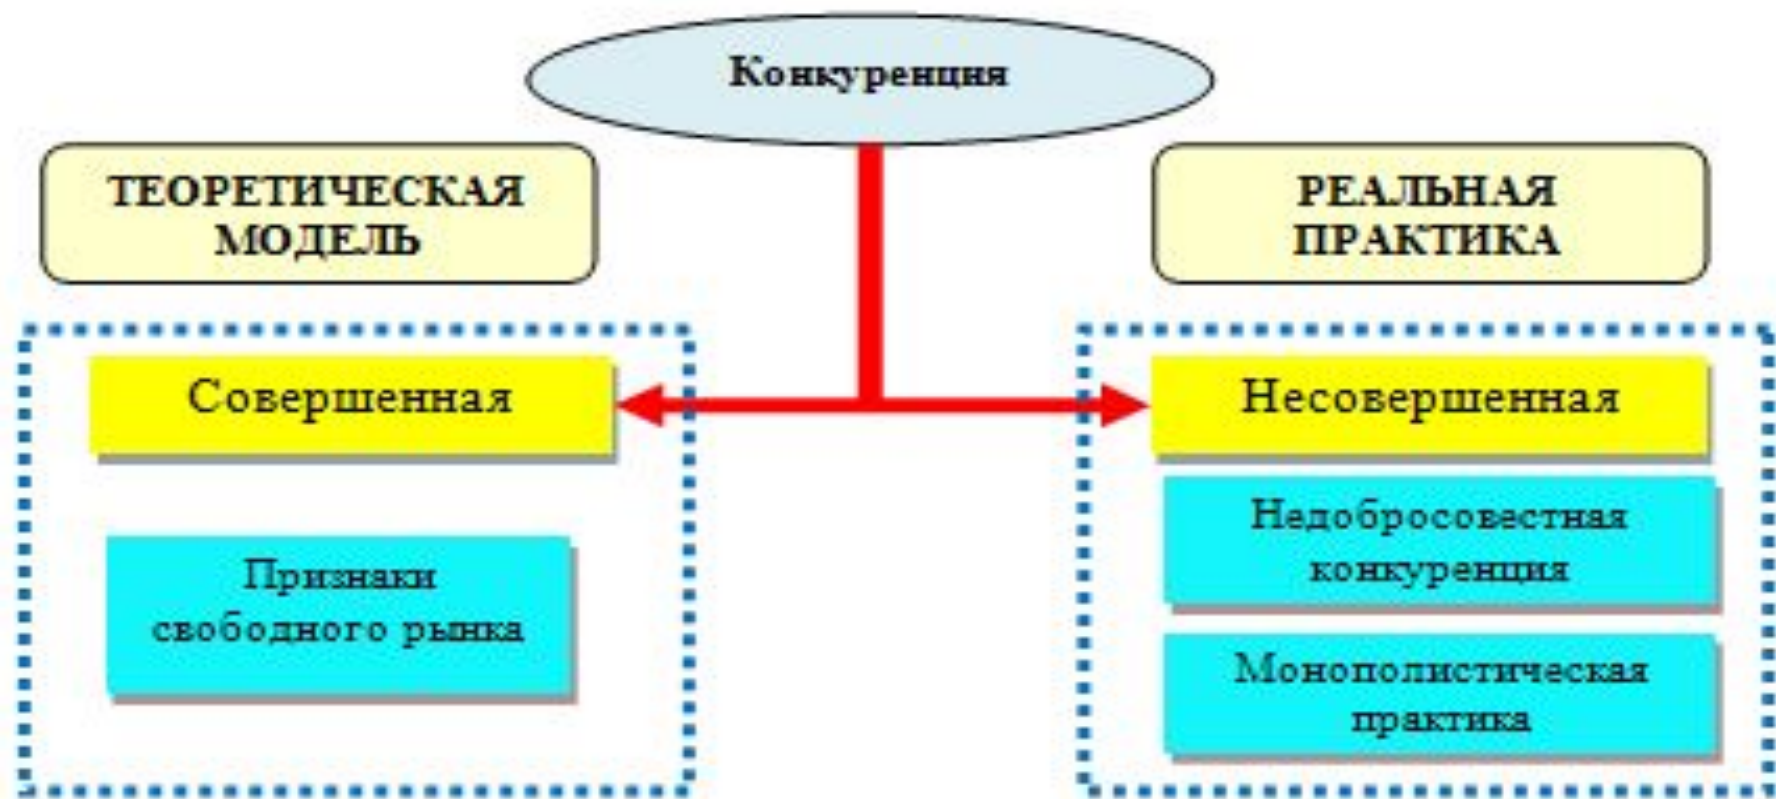 Конкуренция
ТЕОРЕТИЧЕСКАЯ
МОДЕЛЬ
РЕАЛЬНАЯ
ПРАКТИКА
Совершенная
Несовершенная
Признаки
свободного рынка
Недобросовестная
конкуренция
Монополистическая
практика